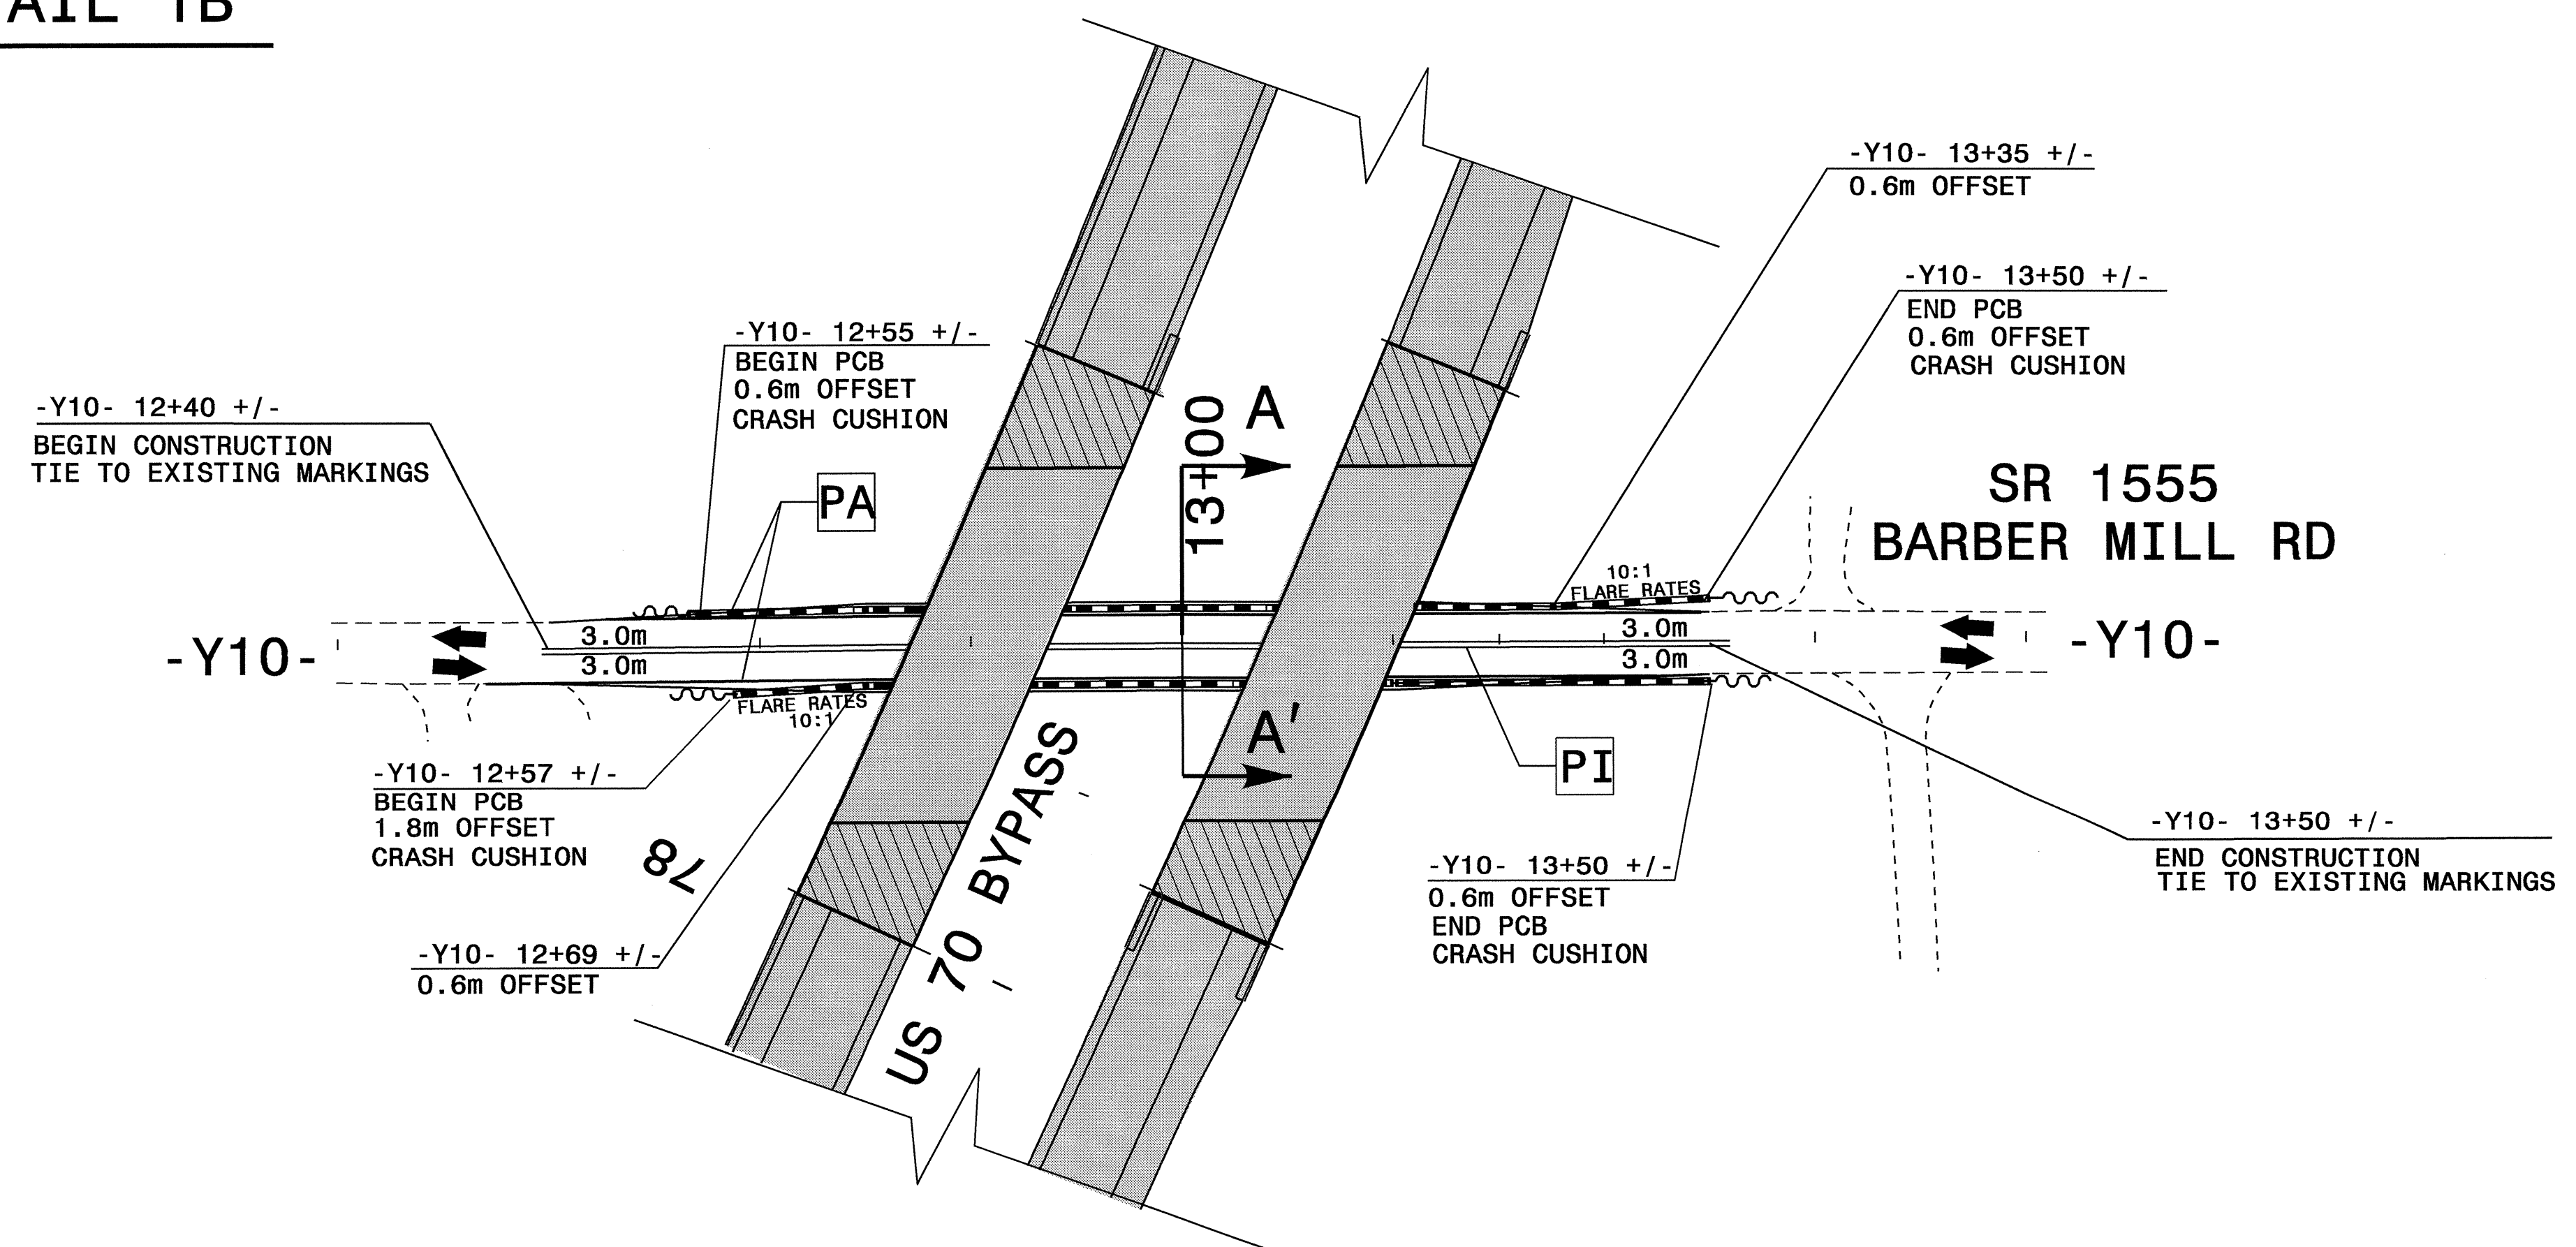 AIL 1B
-Y10- 13+35 +/-
0.6m OFFSET
-Y10- 13+50 +/-
END PCB
0.6m OFFSET
CRASH CUSHION
-Y10- 12+55 +/-
BEGIN PCB
0.6m OFFSET
CRASH CUSHION
-Y10- 12+40 +/-
BEGIN CONSTRUCTION
TIE TO EXISTING MARKINGS
PA
13+00
A
SR 1555
BARBER MILL RD
10:1
FLARE RATES
-Y10-
3.0m
3.0m
3.0m
3.0m
-Y10-
FLARE RATES
10:1
A'
PI
US 70 BYPASS
78
-Y10- 12+57 +/-
BEGIN PCB
1.8m OFFSET
CRASH CUSHION
-Y10- 12+69 +/-
0.6m OFFSET
-Y10- 13+50 +/-
0.6m OFFSET
END PCB
CRASH CUSHION
-Y10- 13+50 +/-
END CONSTRUCTION
TIE TO EXISTING MARKINGS